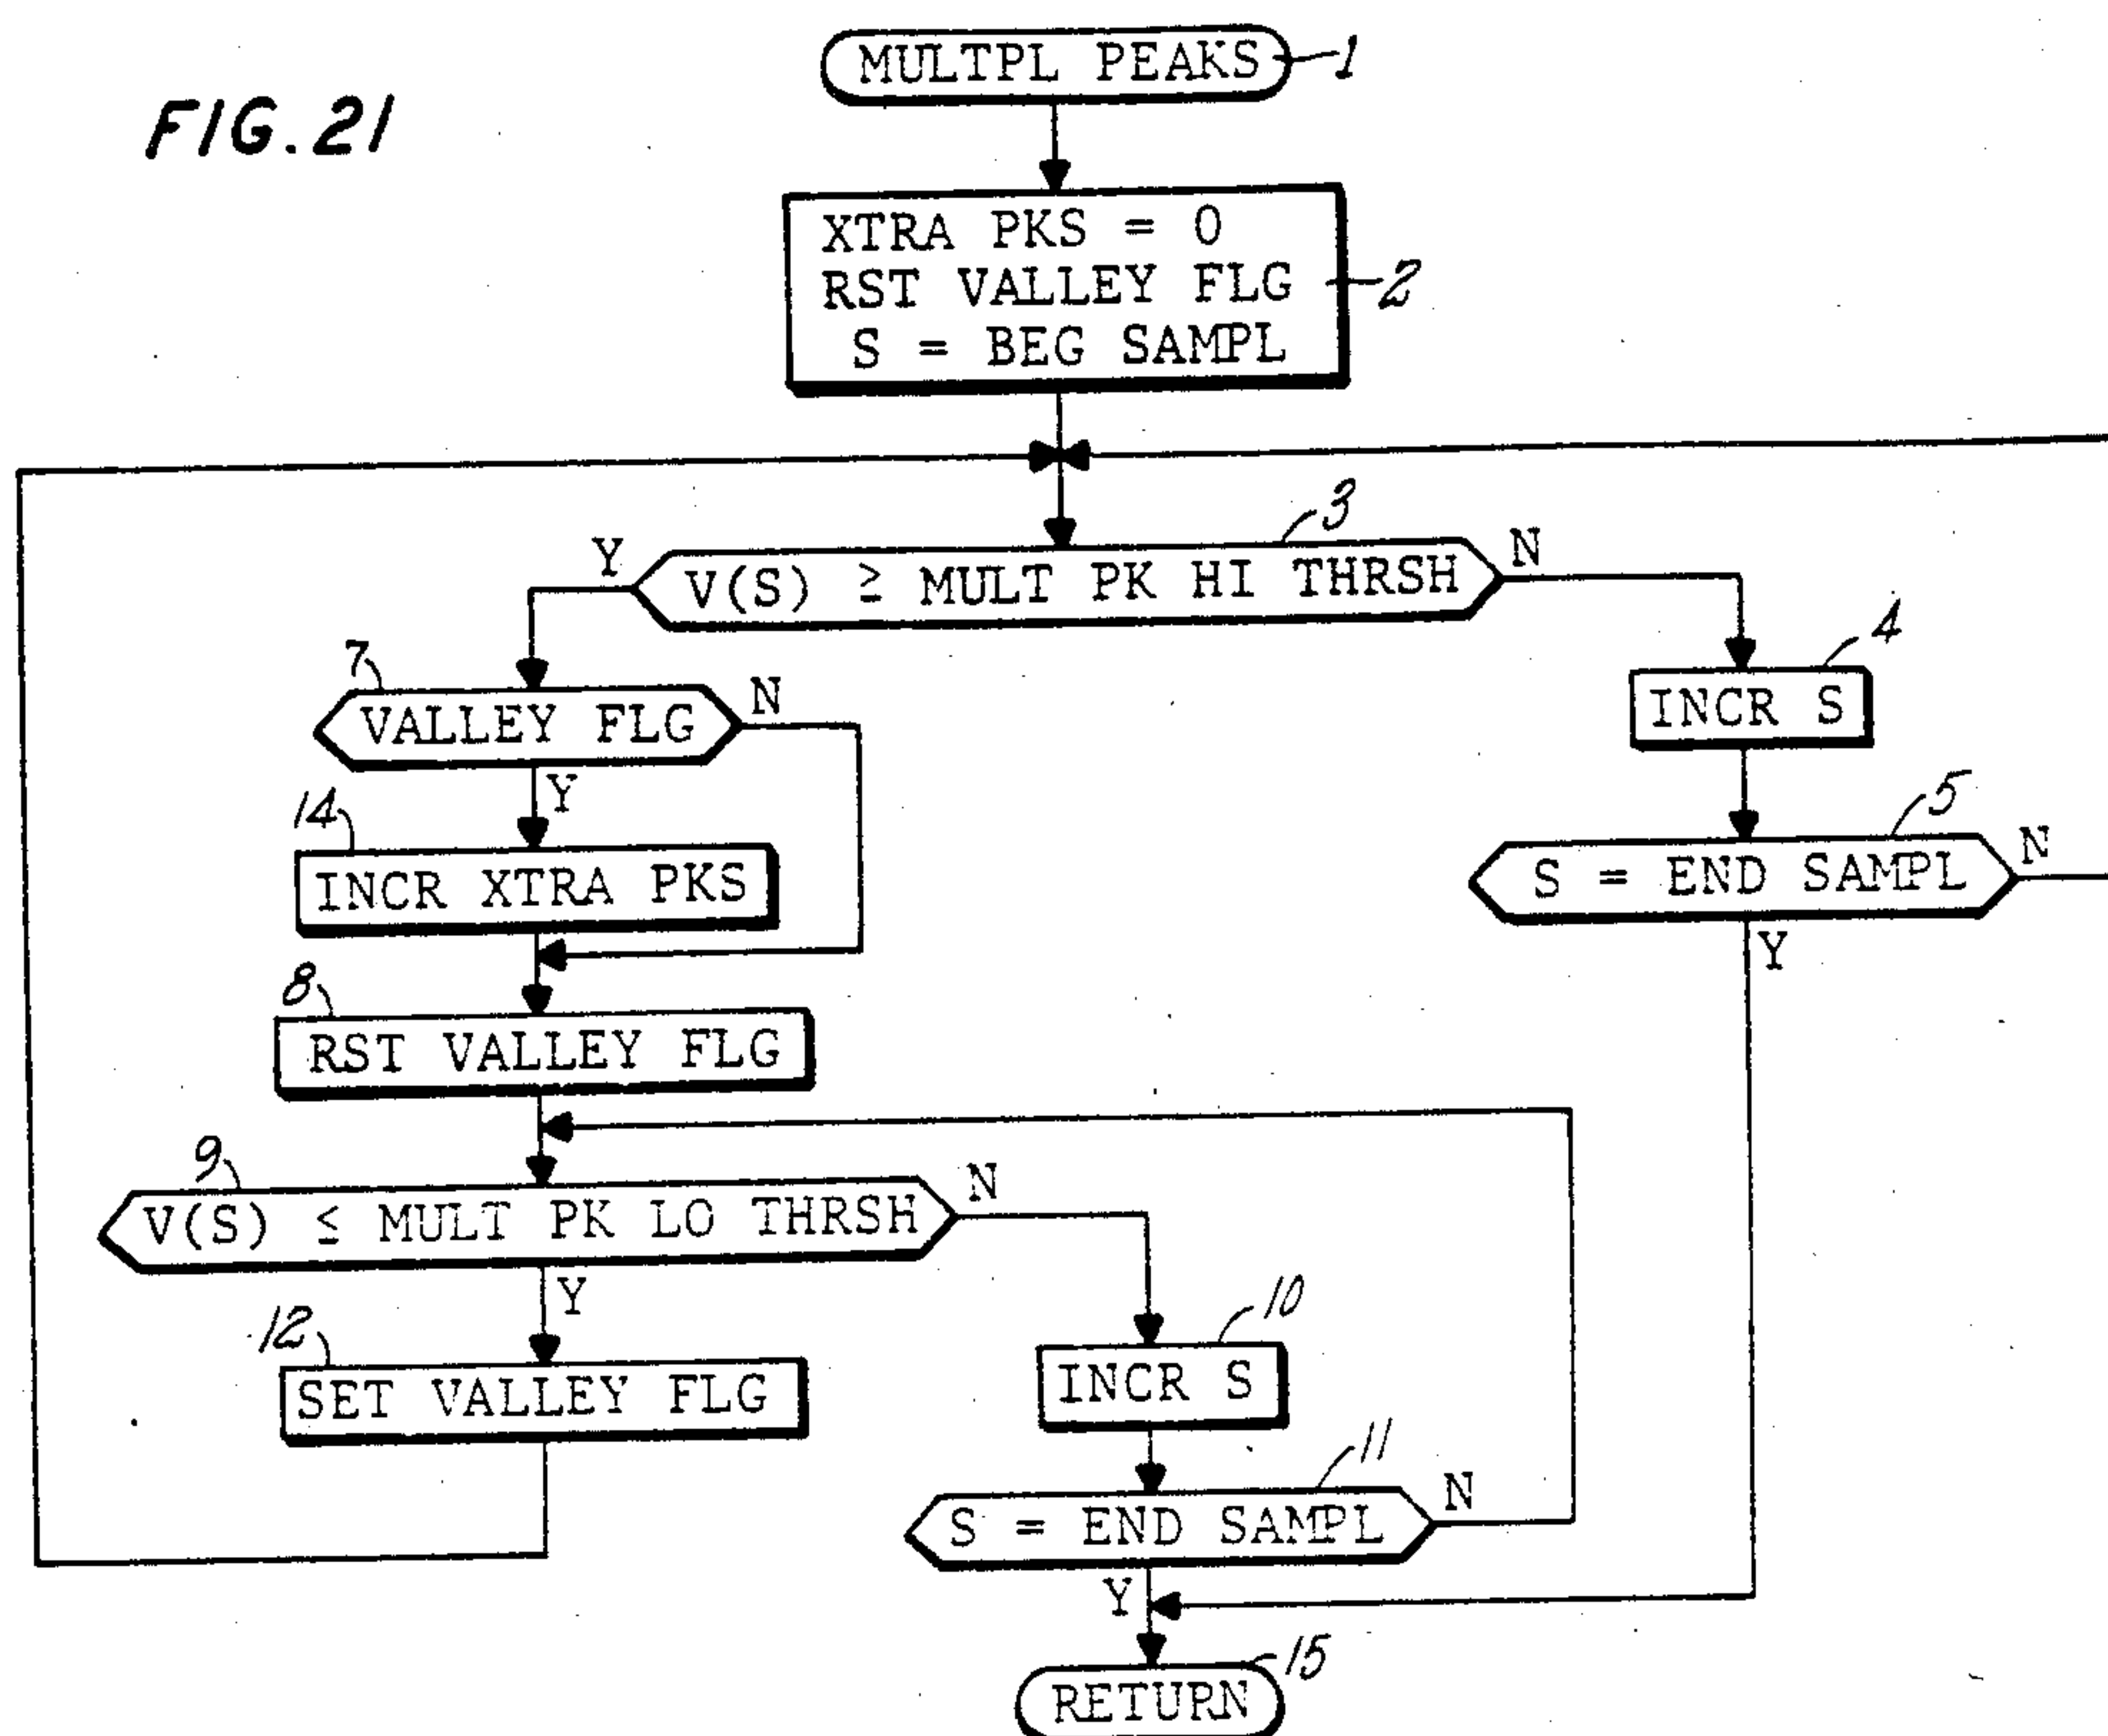 FIG. 21
MULTPL PEAKS
1
XTRA PKS = 0
RST VALLEY FLG
S = BEG SAMPL
2
3
Y
V(S) ≥ MULT PK HI THRSH
N
4
INCR S
7
VALLEY FLG
N
Y
5
S = END SAMPL
N
Y
14
INCR XTRA PKS
8
RST VALLEY FLG
9
V(S) ≤ MULT PK LO THRSH
N
Y
10
INCR S
12
SET VALLEY FLG
11
S = END SAMPL
N
Y
15
RETURN